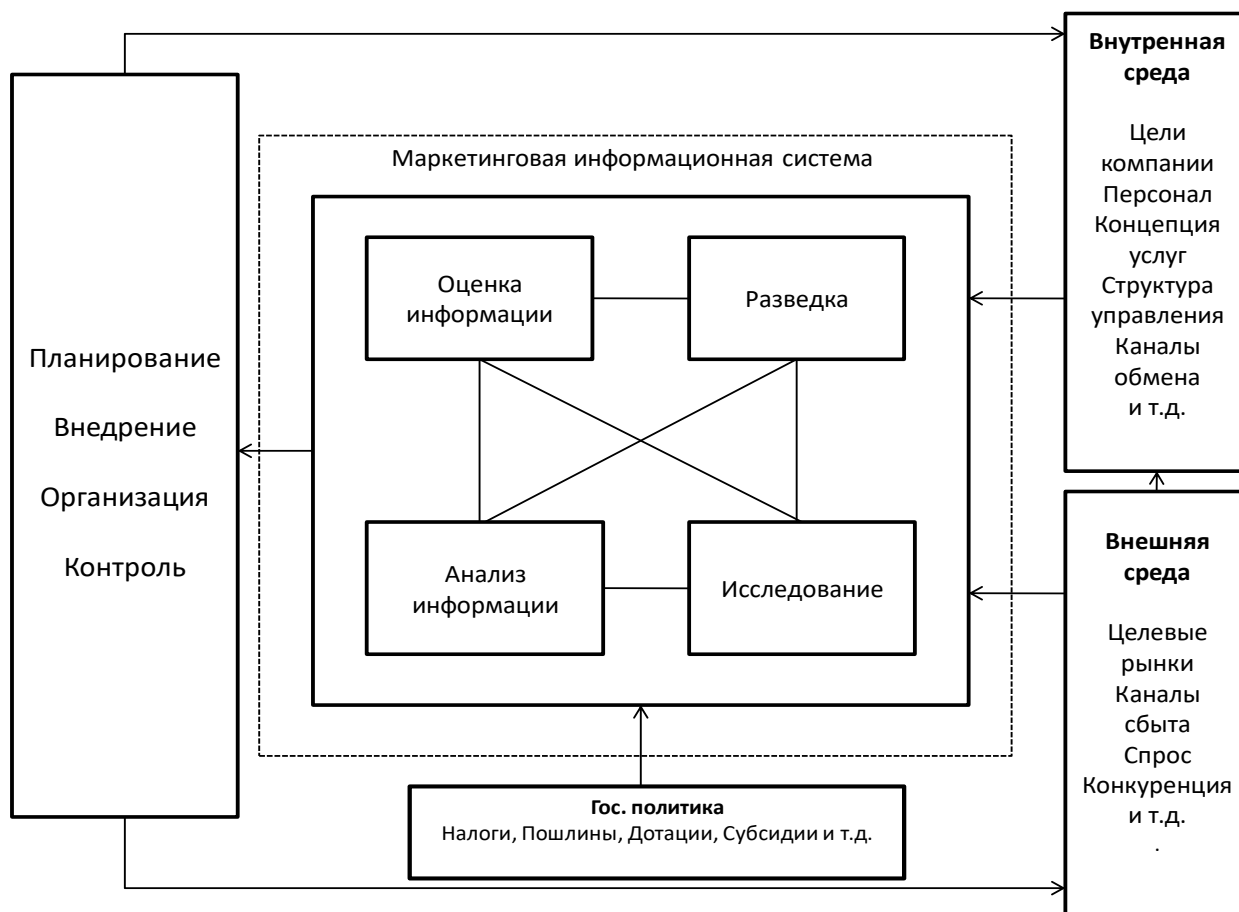 Планирование
Внедрение
Организация
Контроль
Маркетинговая информационная система
Оценка
информации
Разведка
Анализ
информации
Исследование
Гос. политика
Налоги, Пошлины, Дотации, Субсидии и т.д.
Внутренная
среда
Цели
компании
Персонал
Концепция
услуг
Структура
управления
Каналы
обмена
и т.д.
Внешняя
среда
Целевые
рынки
Каналы
сбыта
Спрос
Конкуренция
и т.д.
.